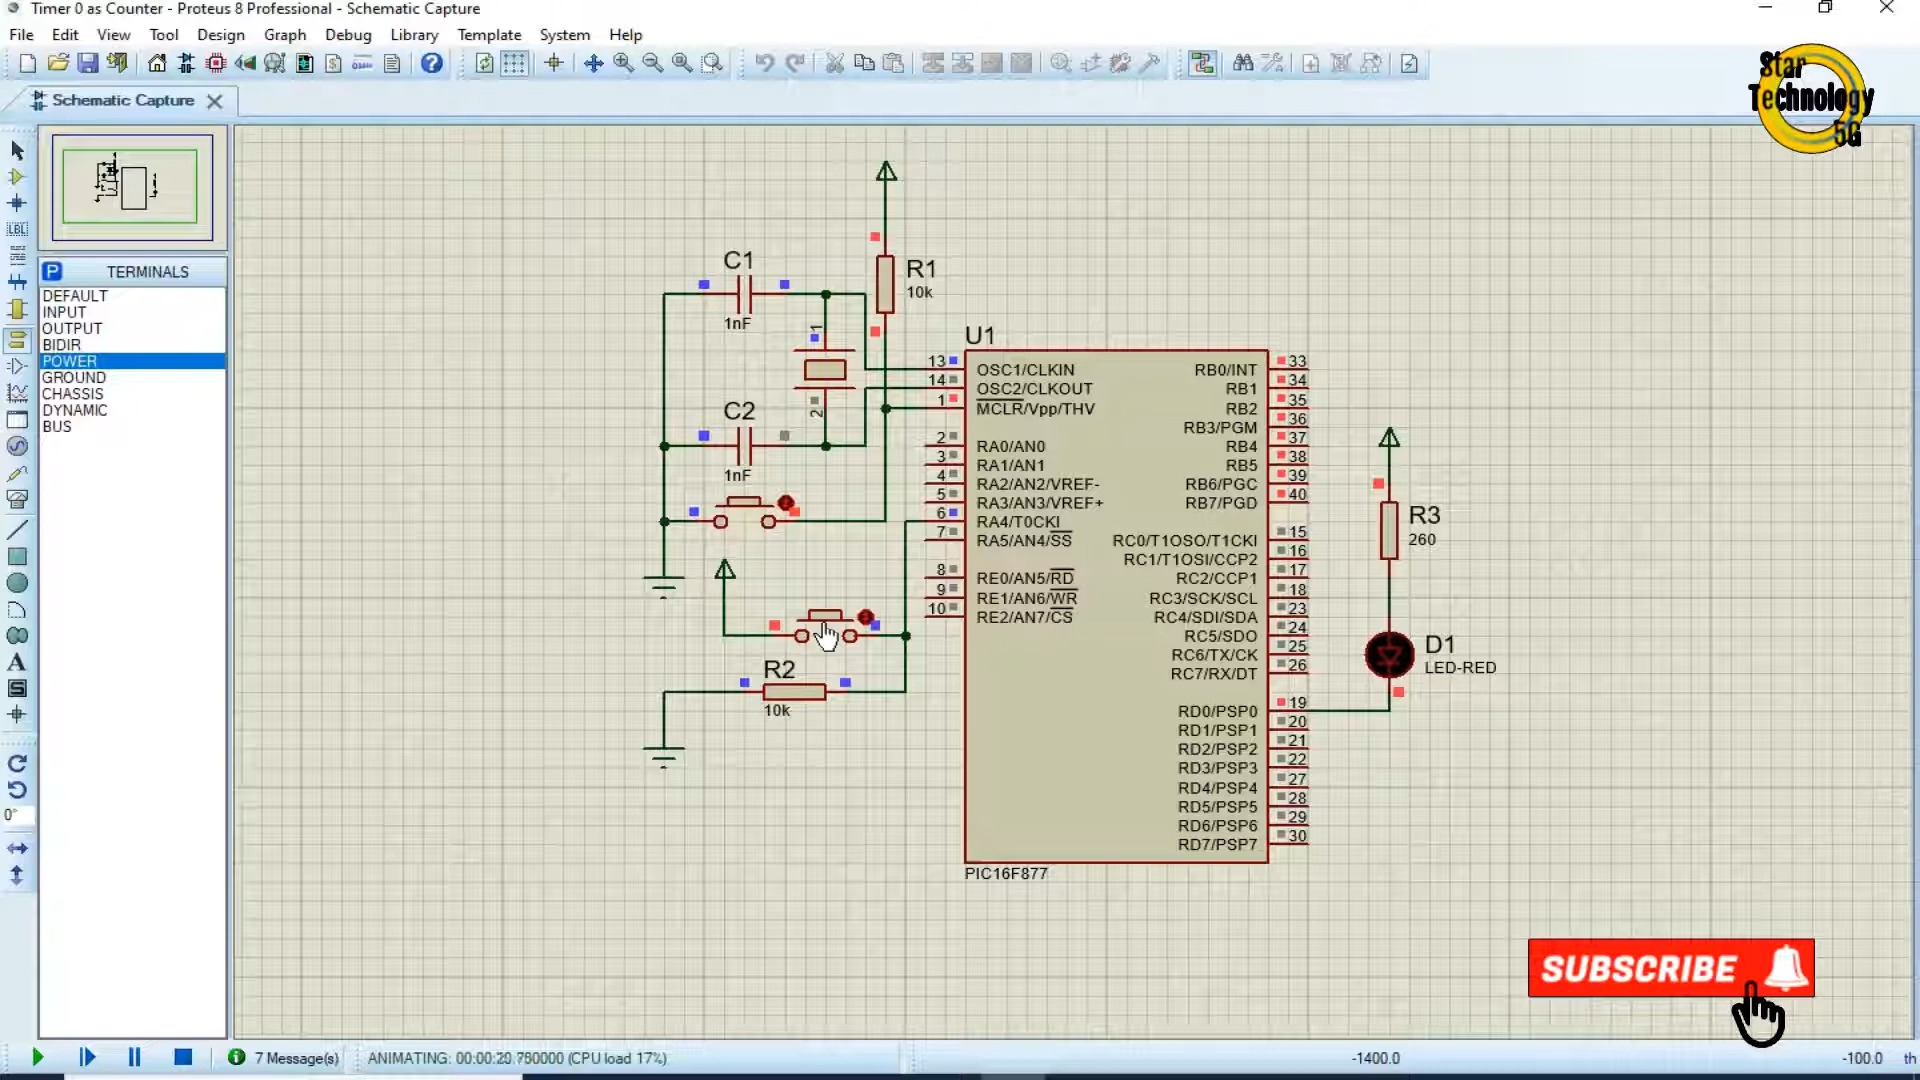 Timer 0 as Counter - Proteus 8 Professional - Schematic Capture
File Edit View Tool Design Graph Debug Library Template System Help
Star
Technology
5G
Schematic Capture
P TERMINALS
DEFAULT
INPUT
OUTPUT
BIDIR
POWER
GROUND
CHASSIS
DYNAMIC
BUS
LBL
A
S
0°
C1
1nF
R1
10k
1
2
C2
1nF
R2
10k
U1
13 OSC1/CLKIN
14 OSC2/CLKOUT
1 MCLR/Vpp/THV
2 RA0/AN0
3 RA1/AN1
4 RA2/AN2/VREF-
5 RA3/AN3/VREF+
6 RA4/T0CKI
7 RA5/AN4/SS
8 RE0/AN5/RD
9 RE1/AN6/WR
10 RE2/AN7/CS
RB0/INT 33
RB1 34
RB2 35
RB3/PGM 36
RB4 37
RB5 38
RB6/PGC 39
RB7/PGD 40
RC0/T1OSO/T1CKI 15
RC1/T1OSI/CCP2 16
RC2/CCP1 17
RC3/SCK/SCL 18
RC4/SDI/SDA 23
RC5/SDO 24
RC6/TX/CK 25
RC7/RX/DT 26
RD0/PSP0 19
RD1/PSP1 20
RD2/PSP2 21
RD3/PSP3 22
RD4/PSP4 27
RD5/PSP5 28
RD6/PSP6 29
RD7/PSP7 30
PIC16F877
R3
260
D1
LED-RED
SUBSCRIBE
7 Message(s) ANIMATING: 00:00:20.750000 (CPU load 17%) -1400.0 -100.0 th